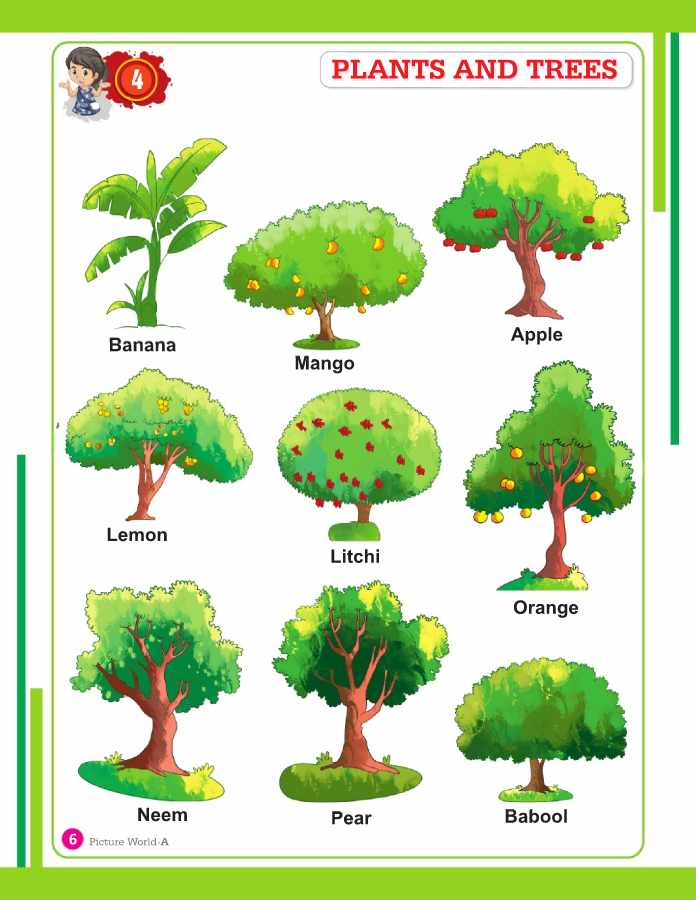 4
PLANTS AND TREES
Banana
Mango
Apple
Lemon
Litchi
Orange
Neem
Pear
Babool
6 Picture World-A